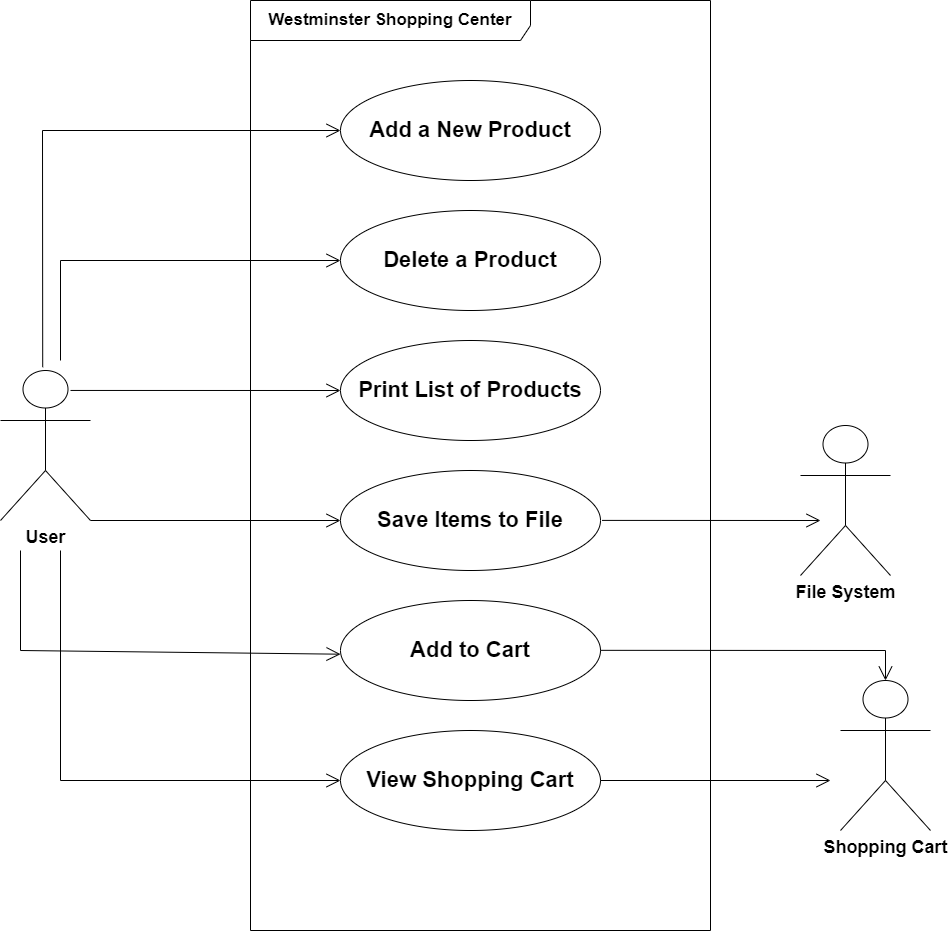 Westminster Shopping Center
Add a New Product
Delete a Product
Print List of Products
Save Items to File
User
File System
Add to Cart
View Shopping Cart
Shopping Cart